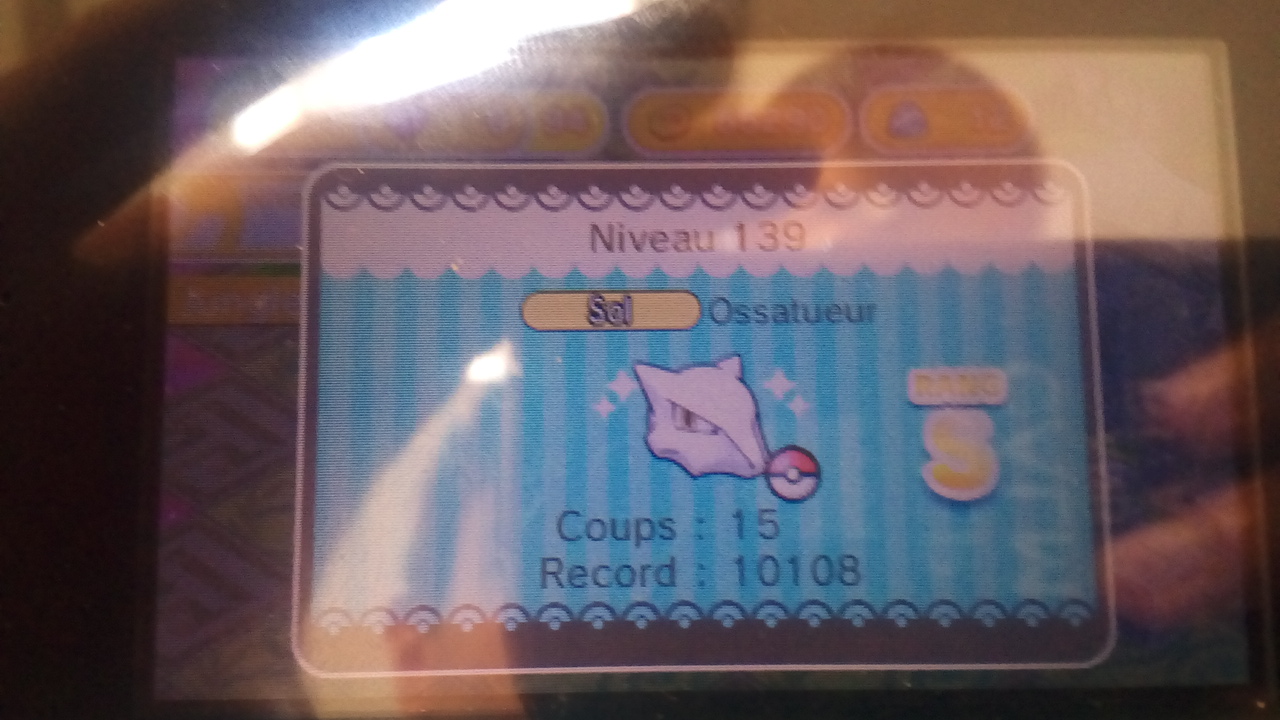 Niveau 139
Sol Ossatueur
RANG
S
Coups : 15
Record : 10108